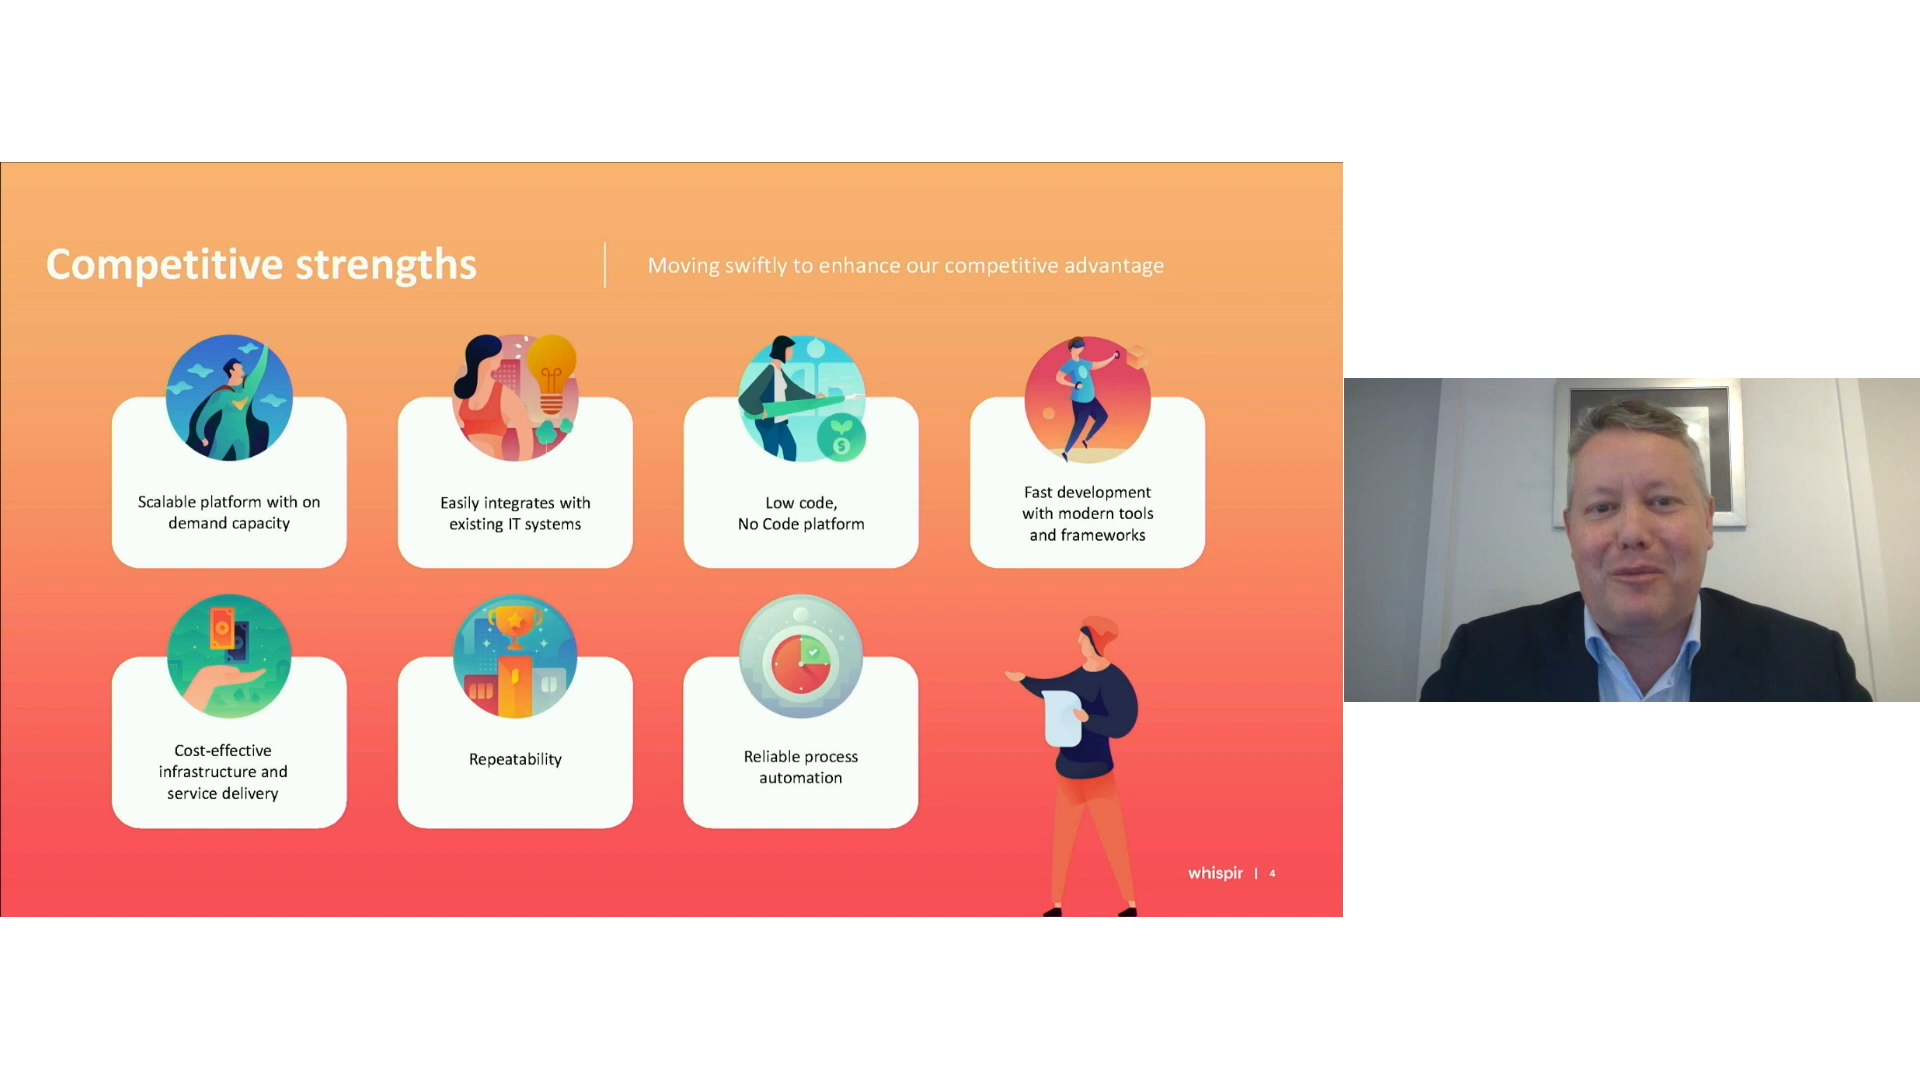 Competitive strengths
Moving swiftly to enhance our competitive advantage
Scalable platform with on
demand capacity
Easily integrates with
existing IT systems
Low code,
No Code platform
Fast development
with modern tools
and frameworks
Cost-effective
infrastructure and
service delivery
Repeatability
Reliable process
automation
whispir | 4